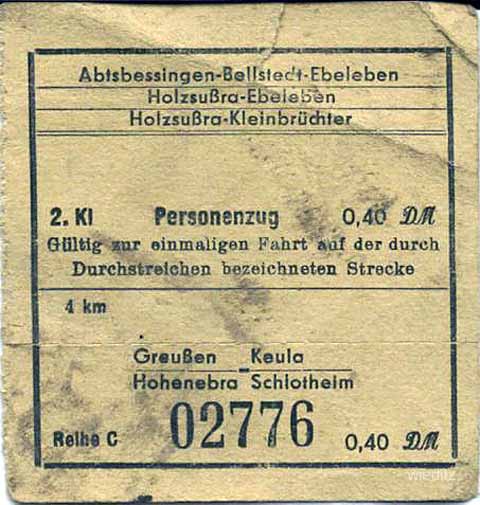 Abtsbessingen-Bellstedt-Ebeleben
Holzsußra-Ebeleben
Holzsußra-Kleinbrüchter
2. Kl Personenzug 0,40 DM
Gültig zur einmaligen Fahrt auf der durch
Durchstreichen bezeichneten Strecke
4 km
Greußen - Keula
Hohenebra Schlotheim
Reihe C 02776 0,40 DM
wieditz